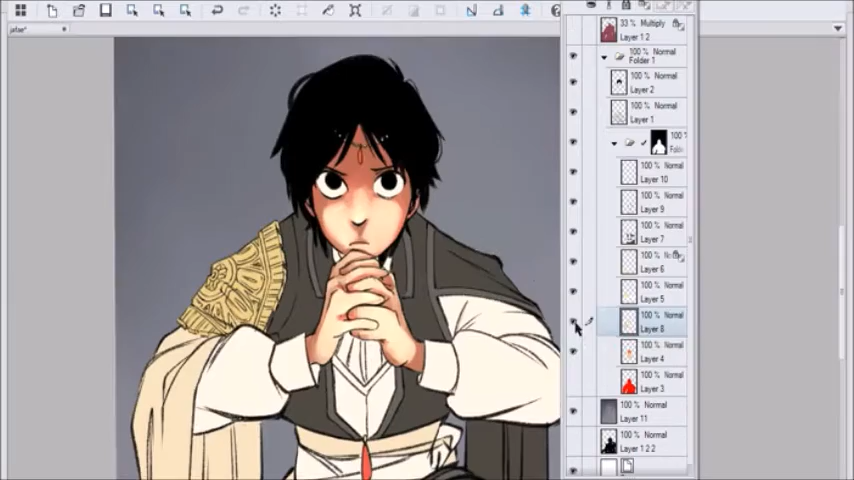 jafar*
33 % Multiply
Layer 1 2
100 % Normal
Folder 1
100 % Normal
Layer 2
100 % Normal
Layer 1
100 %
100 % Normal
Layer 10
100 % Normal
Layer 9
100 % Normal
Layer 7
100 %
Layer 6
100 % Normal
Layer 5
100 % Normal
Layer 8
100 % Normal
Layer 4
100 % Normal
Layer 3
100 % Normal
Layer 11
100 % Normal
Layer 1 2 2